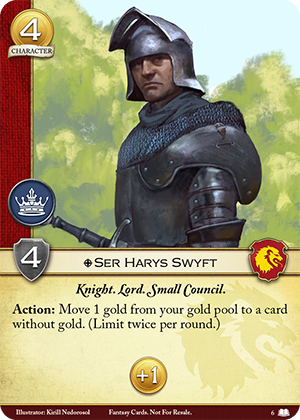 4
CHARACTER
4
SER HARYS SWYFT
Knight. Lord. Small Council.
Action: Move 1 gold from your gold pool to a card
without gold. (Limit twice per round.)
+1
Illustrator: Kirill Nedorosol Fantasy Cards. Not For Resale. 6